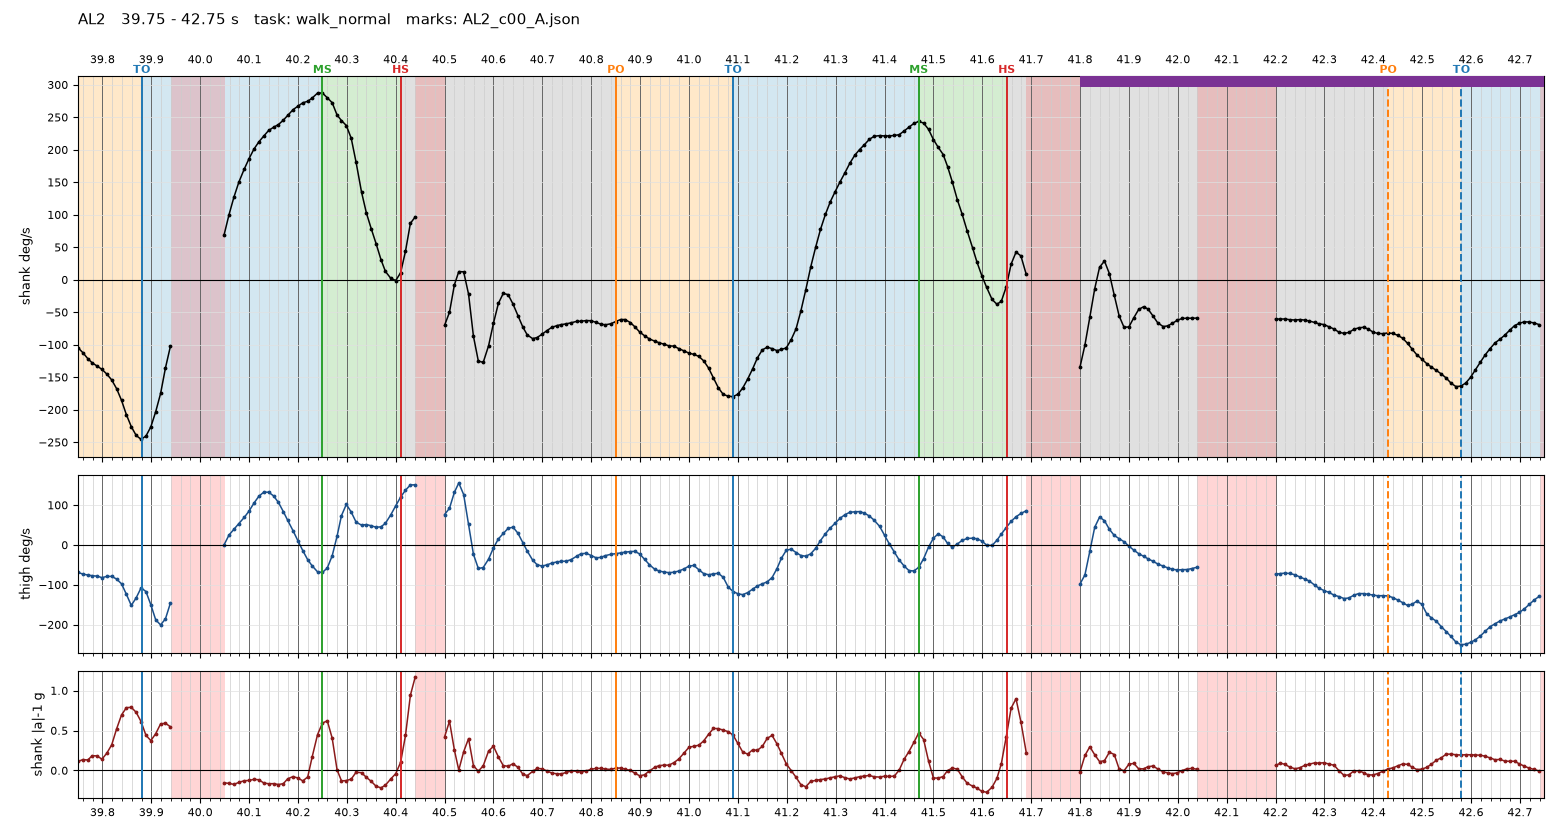 AL2   39.75 - 42.75 s   task: walk_normal   marks: AL2_c00_A.json
39.8 39.9 40.0 40.1 40.2 40.3 40.4 40.5 40.6 40.7 40.8 40.9 41.0 41.1 41.2 41.3 41.4 41.5 41.6 41.7 41.8 41.9 42.0 42.1 42.2 42.3 42.4 42.5 42.6 42.7
TO MS HS PO TO MS HS PO TO
shank deg/s
300
250
200
150
100
50
0
−50
−100
−150
−200
−250
thigh deg/s
100
0
−100
−200
shank |a|-1 g
1.0
0.5
0.0
39.8 39.9 40.0 40.1 40.2 40.3 40.4 40.5 40.6 40.7 40.8 40.9 41.0 41.1 41.2 41.3 41.4 41.5 41.6 41.7 41.8 41.9 42.0 42.1 42.2 42.3 42.4 42.5 42.6 42.7